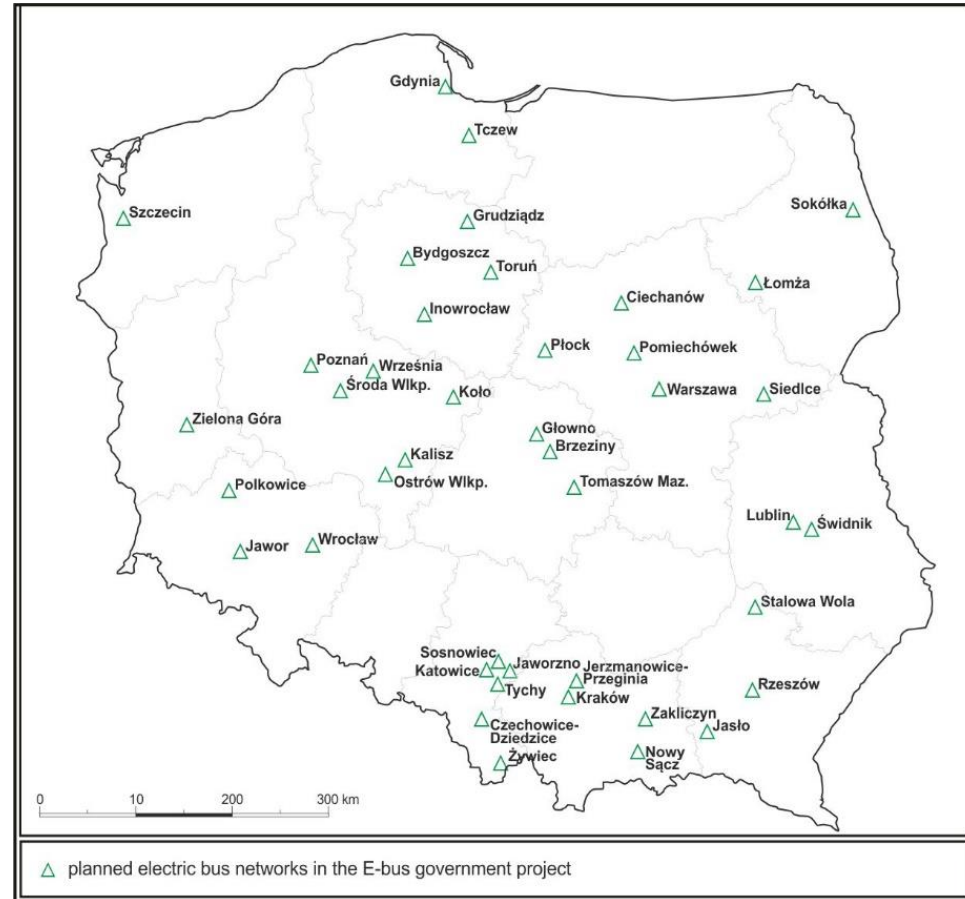 Gdynia
Tczew
Szczecin
Grudziądz
Sokółka
Bydgoszcz
Toruń
Łomża
Ciechanów
Inowrocław
Płock
Pomiechówek
Poznań
Września
Środa Wlkp.
Koło
Warszawa
Siedlce
Zielona Góra
Głowno
Brzeziny
Kalisz
Ostrów Wlkp.
Polkowice
Tomaszów Maz.
Lublin
Świdnik
Jawor
Wrocław
Stalowa Wola
Sosnowiec
Katowice
Jaworzno
Tychy
Jerzmanowice-
Przeginia
Kraków
Rzeszów
Zakliczyn
Jasło
Czechowice-
Dziedzice
Nowy
Sącz
Żywiec
0 10 200 300 km
planned electric bus networks in the E-bus government project